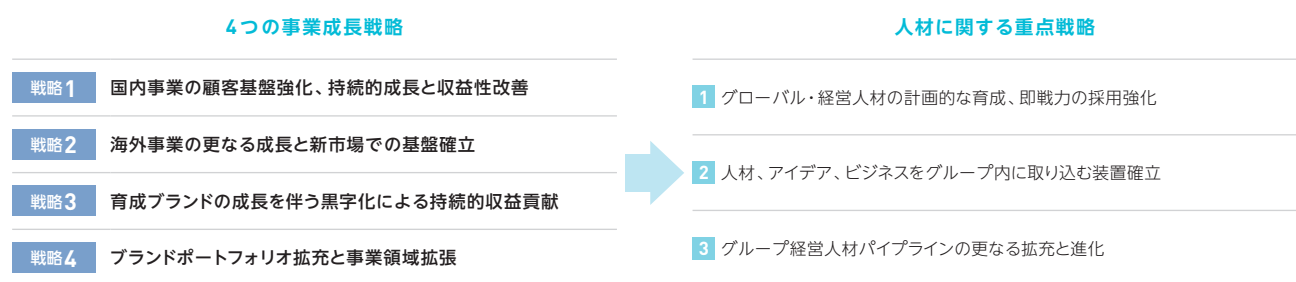 4つの事業成長戦略
戦略1 国内事業の顧客基盤強化、持続的成長と収益性改善
戦略2 海外事業の更なる成長と新市場での基盤確立
戦略3 育成ブランドの成長を伴う黒字化による持続的収益貢献
戦略4 ブランドポートフォリオ拡充と事業領域拡張
人材に関する重点戦略
1 グローバル・経営人材の計画的な育成、即戦力の採用強化
2 人材、アイデア、ビジネスをグループ内に取り込む装置確立
3 グループ経営人材パイプラインの更なる拡充と進化